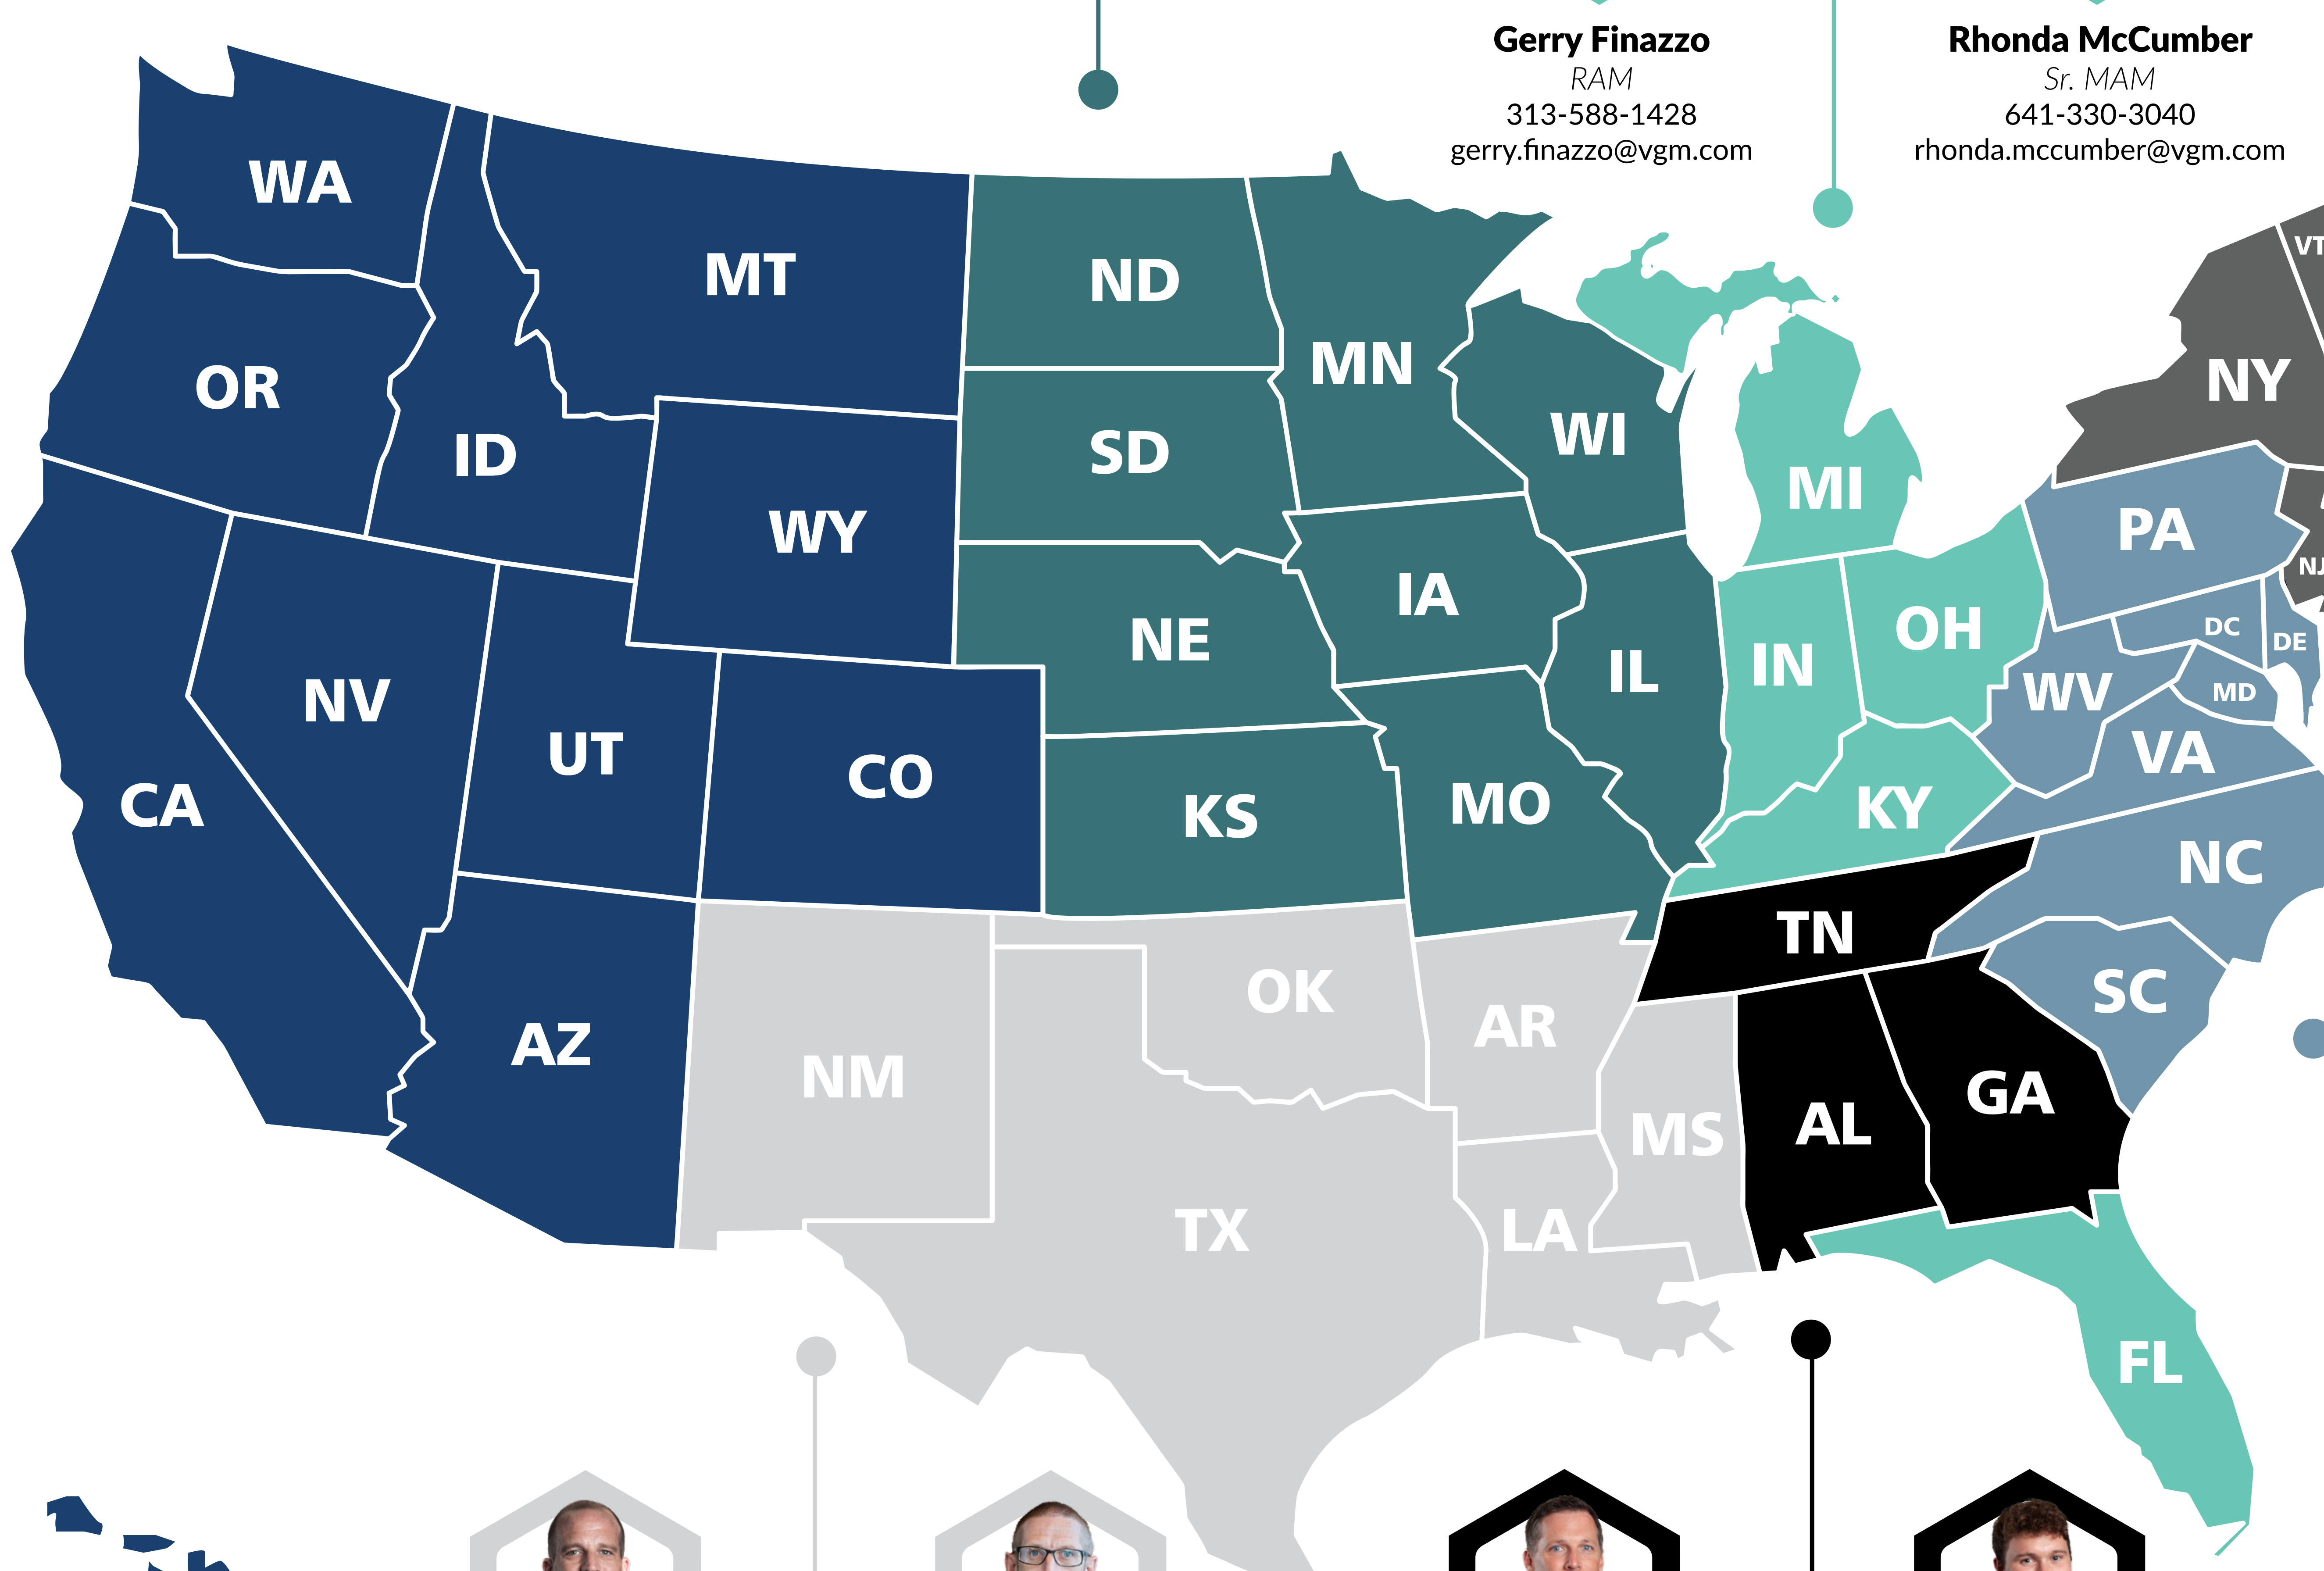 Gerry Finazzo
RAM
313-588-1428
gerry.finazzo@vgm.com
Rhonda McCumber
Sr. MAM
641-330-3040
rhonda.mccumber@vgm.com
WA
MT
ND
MN
VT
OR
ID
SD
WI
MI
NY
WY
PA
NE
IA
IN
OH
NJ
DC
DE
NV
UT
CO
IL
WV
MD
CA
KS
MO
KY
VA
TN
NC
AZ
NM
OK
AR
SC
MS
AL
GA
TX
LA
FL